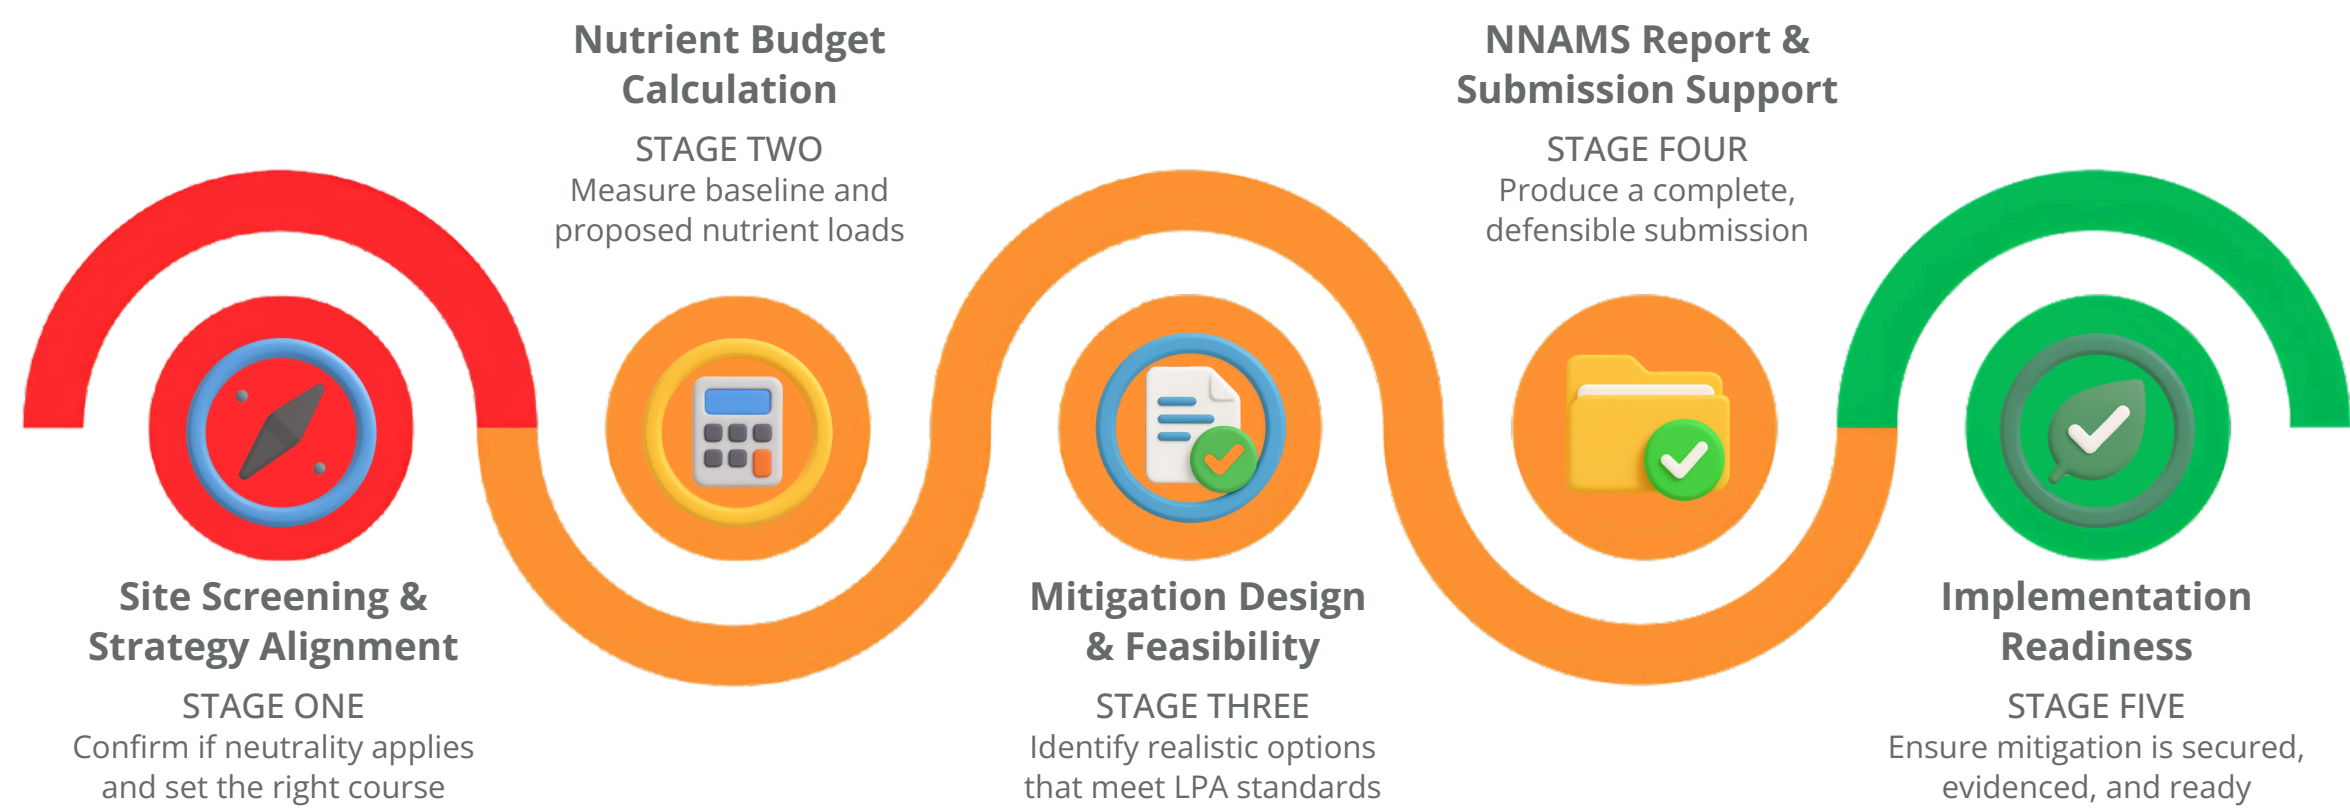 Site Screening &
Strategy Alignment
STAGE ONE
Confirm if neutrality applies
and set the right course
Nutrient Budget
Calculation
STAGE TWO
Measure baseline and
proposed nutrient loads
Mitigation Design
& Feasibility
STAGE THREE
Identify realistic options
that meet LPA standards
NNAMS Report &
Submission Support
STAGE FOUR
Produce a complete,
defensible submission
Implementation
Readiness
STAGE FIVE
Ensure mitigation is secured,
evidenced, and ready